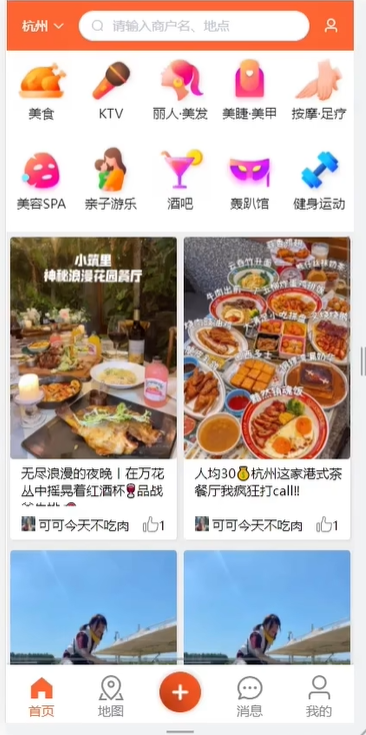 杭州
请输入商户名、地点
美食
KTV
丽人·美发
美睫·美甲
按摩·足疗
美容SPA
亲子游乐
酒吧
轰趴馆
健身运动
小筑里
神秘浪漫花园餐厅
黯然销魂饭
无尽浪漫的夜晚丨在万花
丛中摇晃着红酒杯🍷品战
可可今天不吃肉
1
人均30💰杭州这家港式茶
餐厅我疯狂打call!!
可可今天不吃肉
1
首页
地图
消息
我的